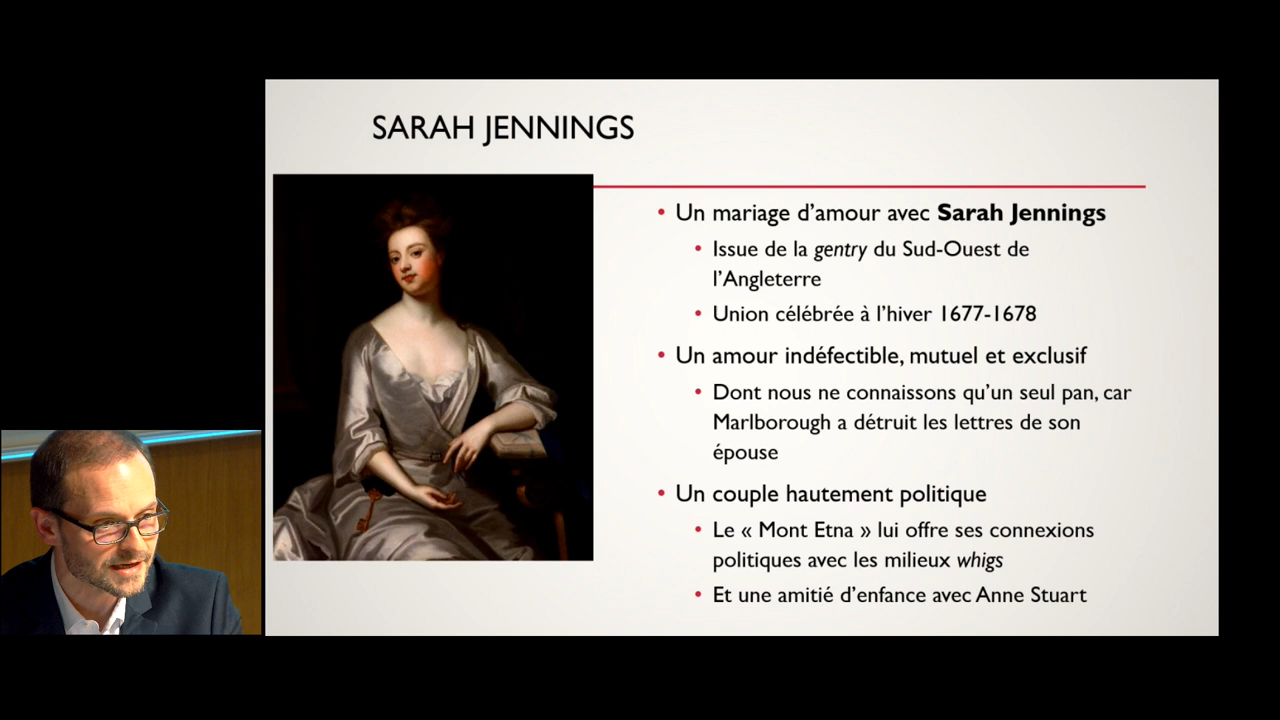 SARAH JENNINGS
• Un mariage d'amour avec Sarah Jennings
• Issue de la gentry du Sud-Ouest de
l'Angleterre
• Union célébrée à l'hiver 1677-1678
• Un amour indéfectible, mutuel et exclusif
• Dont nous ne connaissons qu'un seul pan, car
Marlborough a détruit les lettres de son
épouse
• Un couple hautement politique
• Le « Mont Etna » lui offre ses connexions
politiques avec les milieux whigs
• Et une amitié d'enfance avec Anne Stuart